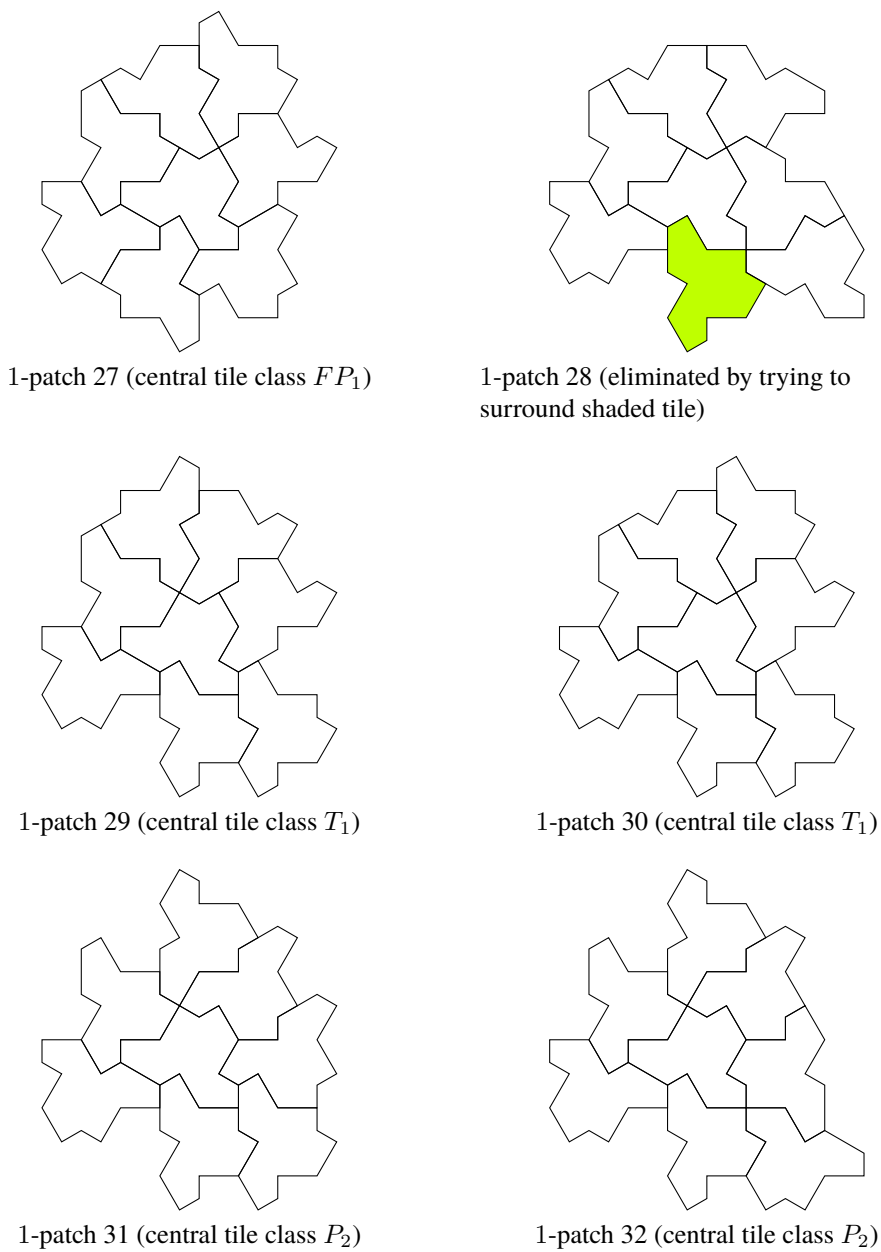 1-patch 27 (central tile class FP₁)
1-patch 28 (eliminated by trying to
surround shaded tile)
1-patch 29 (central tile class T₁)
1-patch 30 (central tile class T₁)
1-patch 31 (central tile class P₂)
1-patch 32 (central tile class P₂)